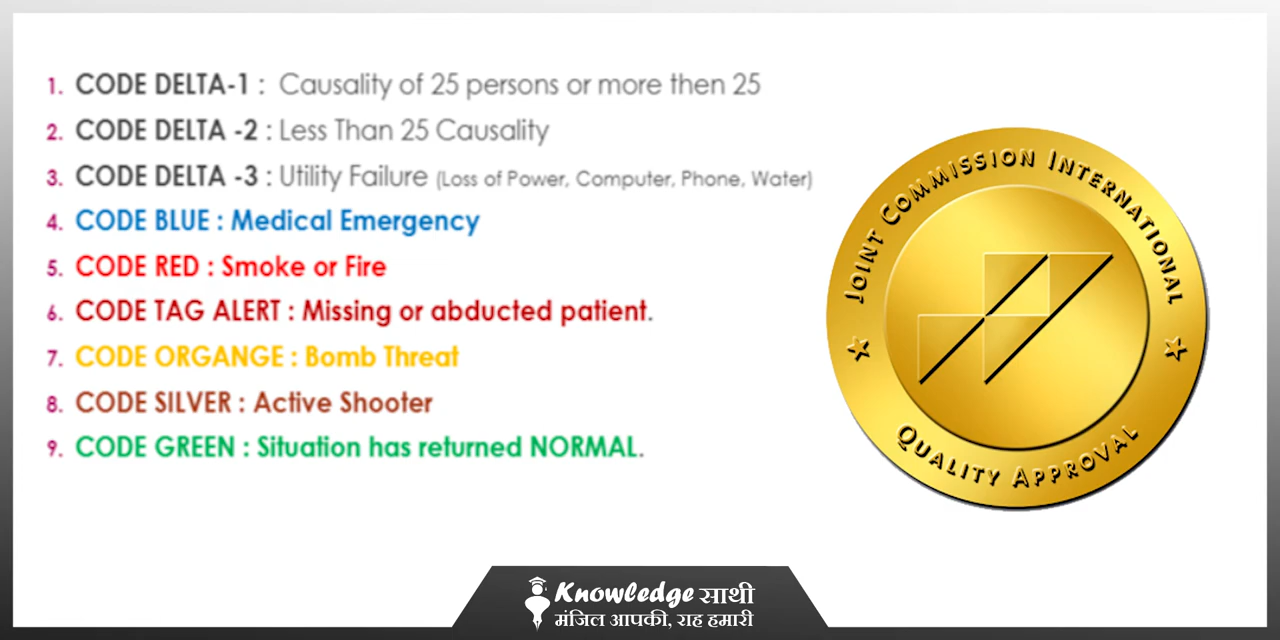 1. CODE DELTA-1 : Causality of 25 persons or more then 25
2. CODE DELTA -2 : Less Than 25 Causality
3. CODE DELTA -3 : Utility Failure (Loss of Power, Computer, Phone, Water)
4. CODE BLUE : Medical Emergency
5. CODE RED : Smoke or Fire
6. CODE TAG ALERT : Missing or abducted patient.
7. CODE ORGANGE : Bomb Threat
8. CODE SILVER : Active Shooter
9. CODE GREEN : Situation has returned NORMAL.
JOINT COMMISSION INTERNATIONAL
QUALITY APPROVAL
Knowledge साथी
मंजिल आपकी, राह हमारी